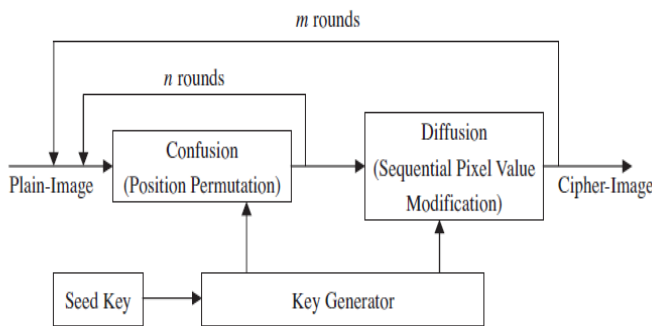 m rounds
n rounds
Plain-Image
Confusion
(Position Permutation)
Diffusion
(Sequential Pixel Value
Modification)
Cipher-Image
Seed Key
Key Generator